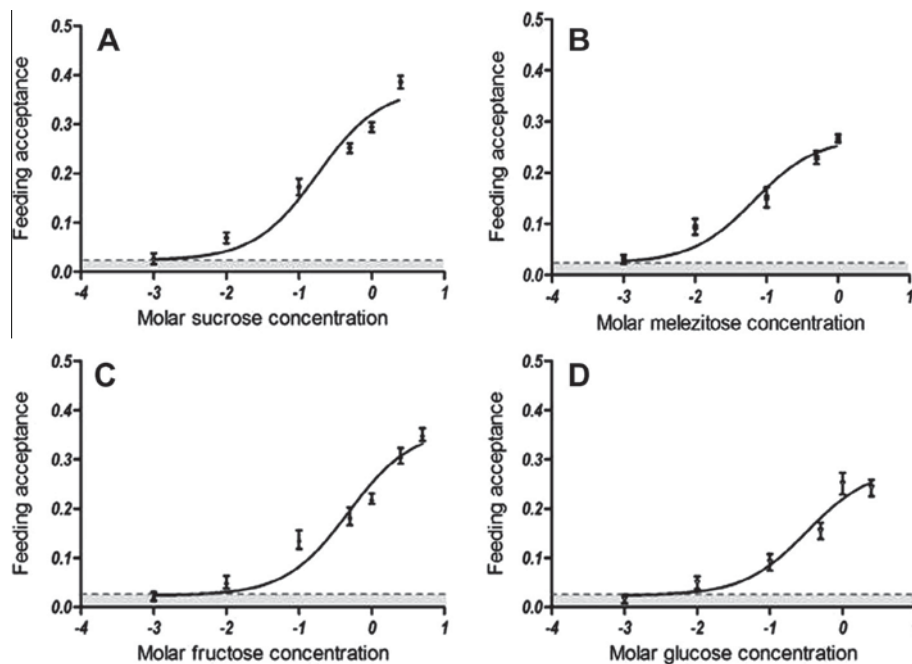 A
Feeding acceptance
0.5
0.4
0.3
0.2
0.1
0.0
-4 -3 -2 -1 0 1
Molar sucrose concentration
B
Feeding acceptance
0.5
0.4
0.3
0.2
0.1
0.0
-4 -3 -2 -1 0 1
Molar melezitose concentration
C
Feeding acceptance
0.5
0.4
0.3
0.2
0.1
0.0
-4 -3 -2 -1 0 1
Molar fructose concentration
D
Feeding acceptance
0.5
0.4
0.3
0.2
0.1
0.0
-4 -3 -2 -1 0 1
Molar glucose concentration